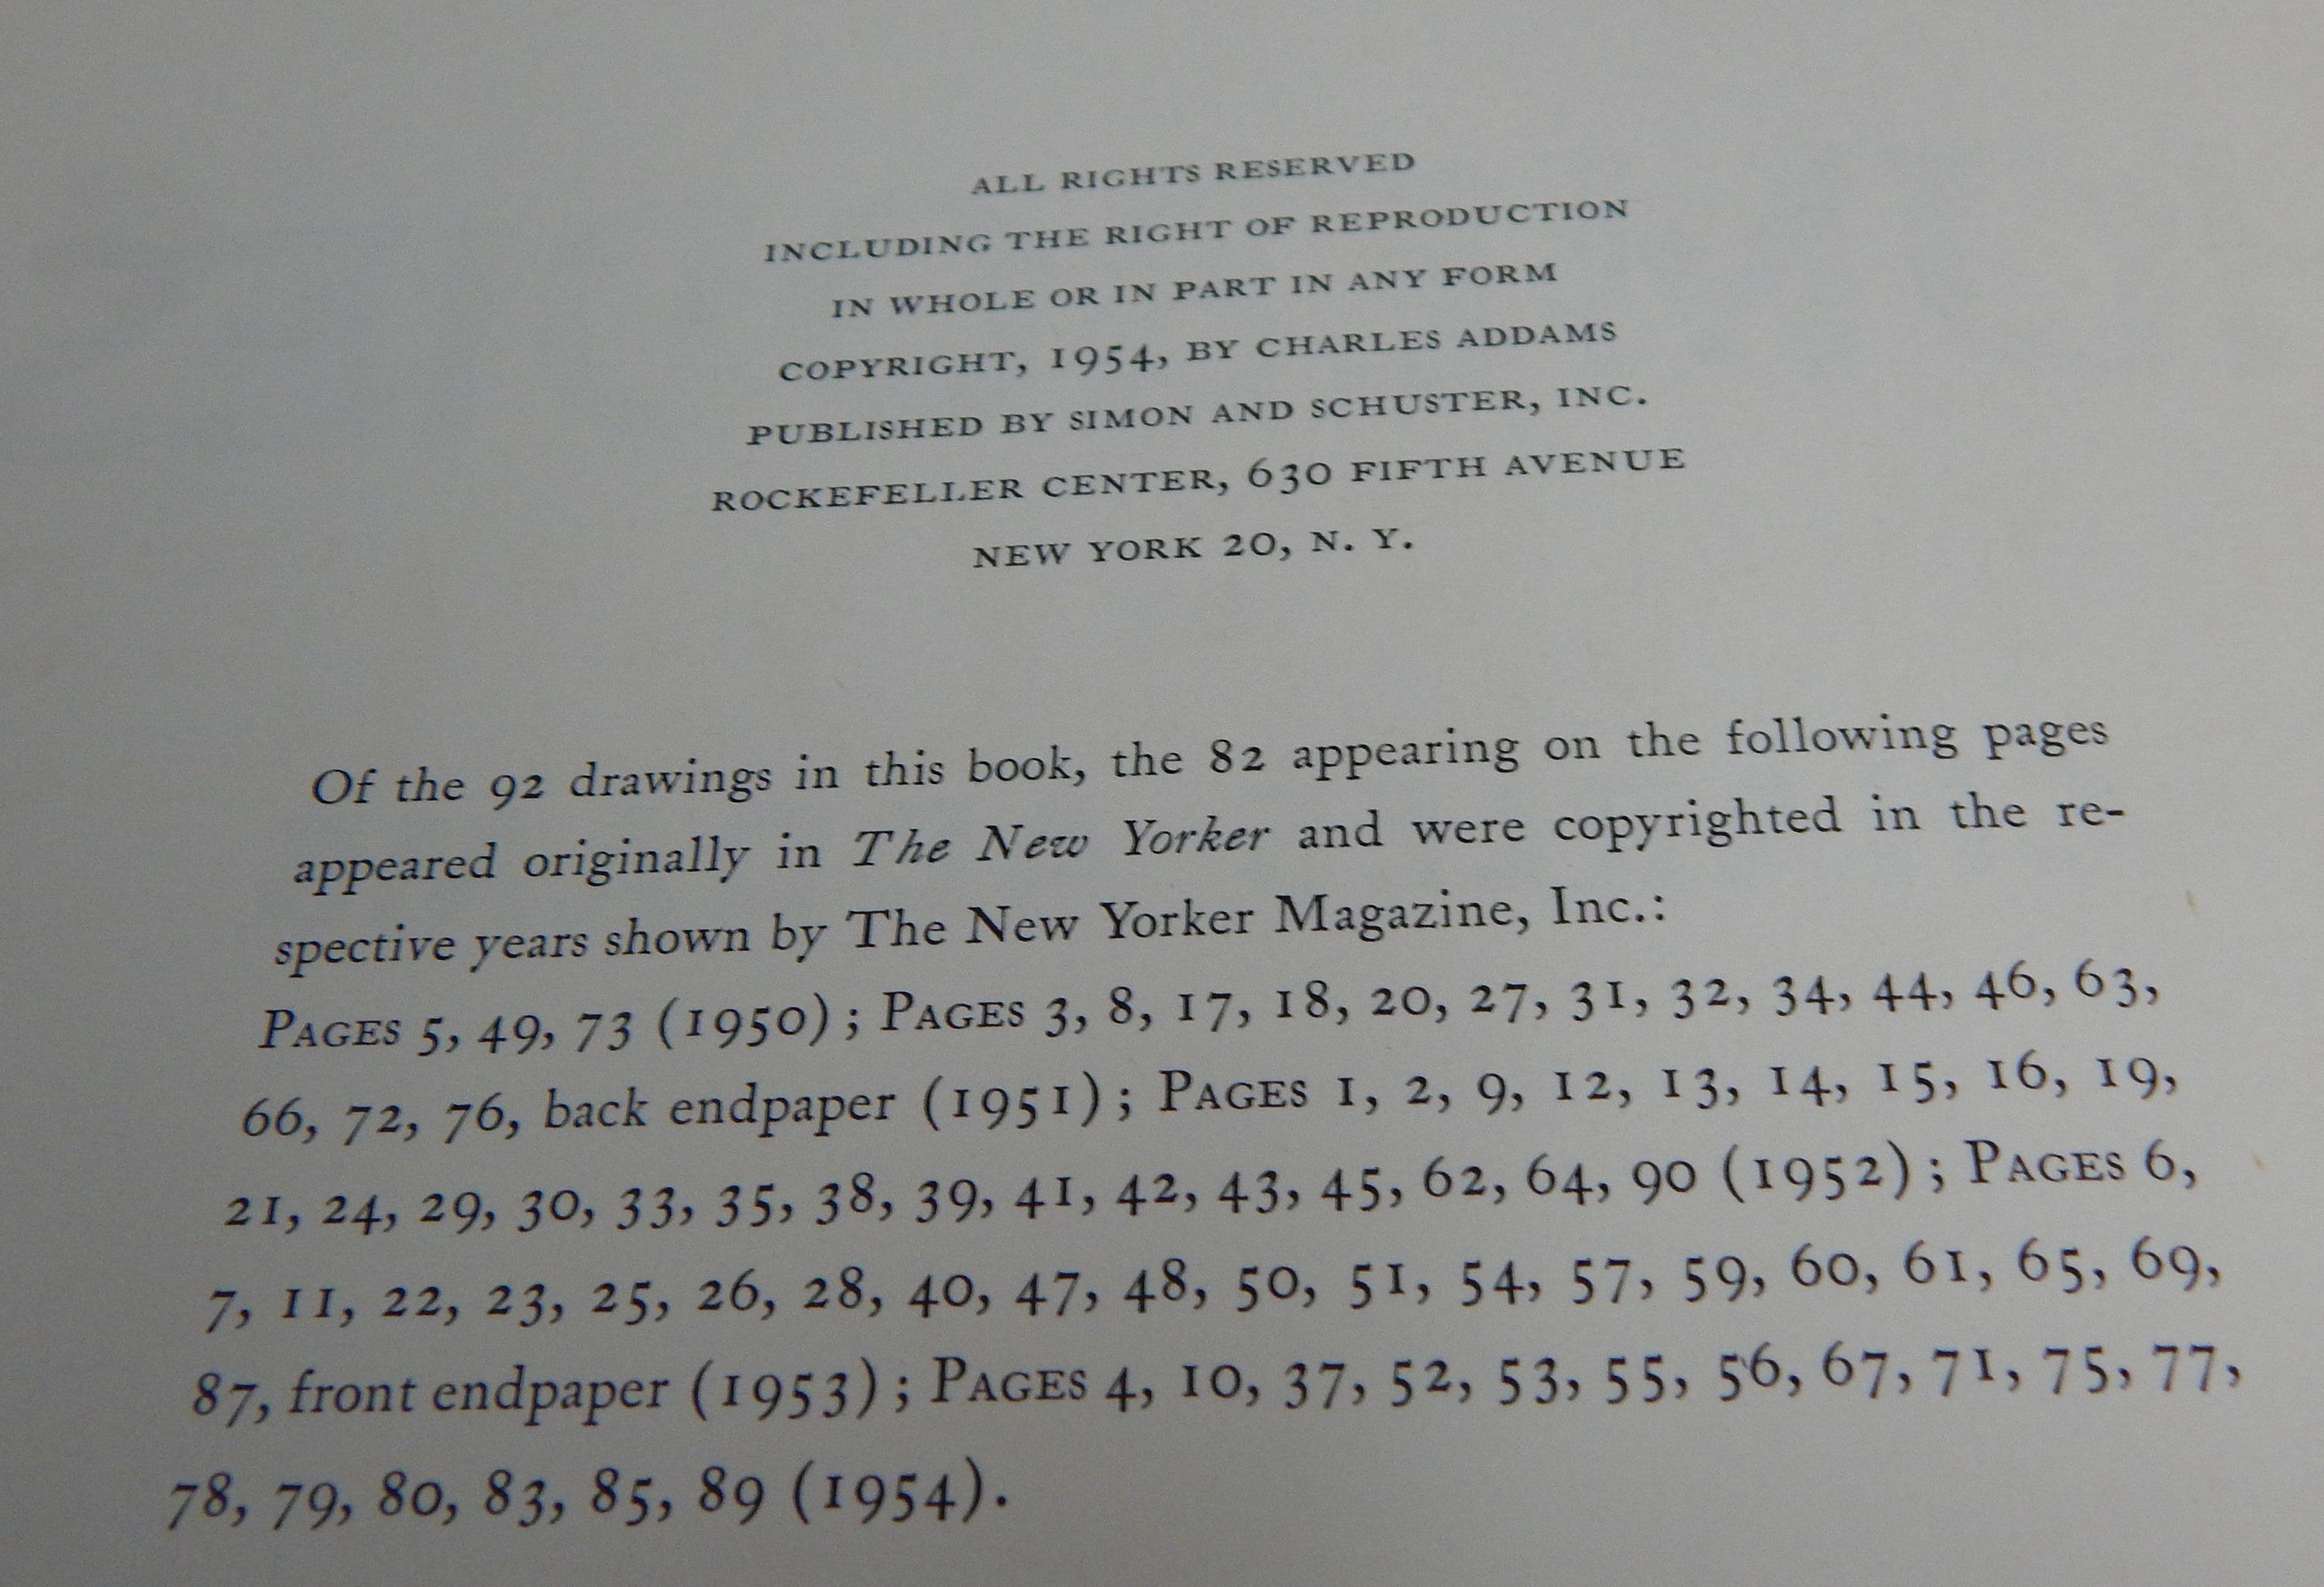 ALL RIGHTS RESERVED
INCLUDING THE RIGHT OF REPRODUCTION
IN WHOLE OR IN PART IN ANY FORM
COPYRIGHT, 1954, BY CHARLES ADDAMS
PUBLISHED BY SIMON AND SCHUSTER, INC.
ROCKEFELLER CENTER, 630 FIFTH AVENUE
NEW YORK 20, N. Y.
Of the 92 drawings in this book, the 82 appearing on the following pages
appeared originally in The New Yorker and were copyrighted in the re-
spective years shown by The New Yorker Magazine, Inc.:
PAGES 5, 49, 73 (1950); PAGES 3, 8, 17, 18, 20, 27, 31, 32, 34, 44, 46, 63,
66, 72, 76, back endpaper (1951); PAGES 1, 2, 9, 12, 13, 14, 15, 16, 19,
21, 24, 29, 30, 33, 35, 38, 39, 41, 42, 43, 45, 62, 64, 90 (1952); PAGES 6,
7, 11, 22, 23, 25, 26, 28, 40, 47, 48, 50, 51, 54, 57, 59, 60, 61, 65, 69,
87, front endpaper (1953); PAGES 4, 10, 37, 52, 53, 55, 56, 67, 71, 75, 77,
78, 79, 80, 83, 85, 89 (1954).